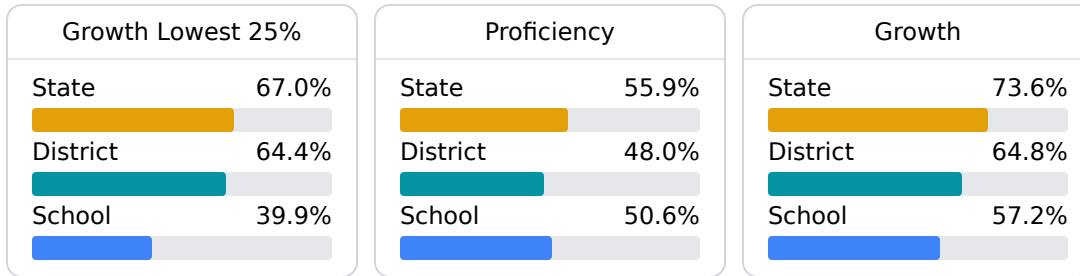 Growth Lowest 25%
State 67.0%
District 64.4%
School 39.9%
Proficiency
State 55.9%
District 48.0%
School 50.6%
Growth
State 73.6%
District 64.8%
School 57.2%